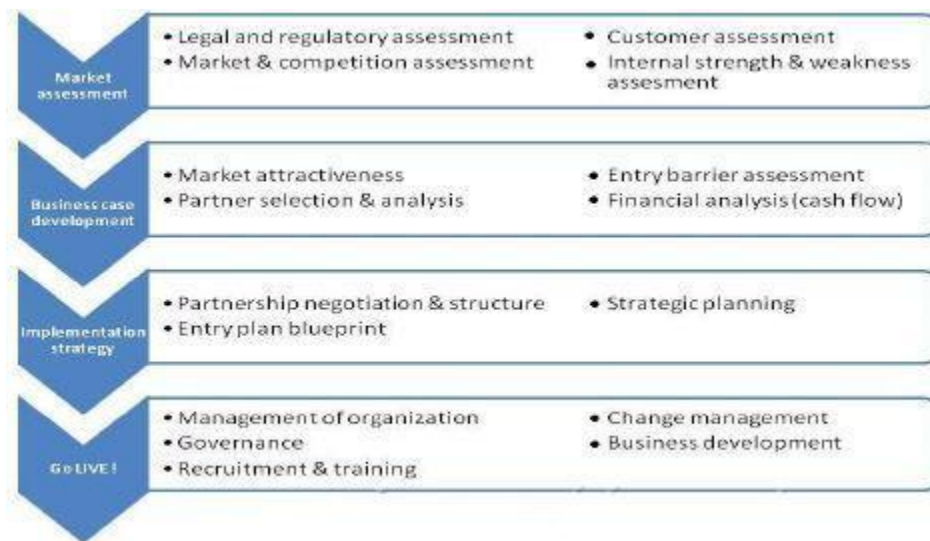 Market
assessment
• Legal and regulatory assessment
• Market & competition assessment
• Customer assessment
• Internal strength & weakness
assesment
Business case
development
• Market attractiveness
• Partner selection & analysis
• Entry barrier assessment
• Financial analysis (cash flow)
Implementation
strategy
• Partnership negotiation & structure
• Entry plan blueprint
• Strategic planning
Go LIVE !
• Management of organization
• Governance
• Recruitment & training
• Change management
• Business development